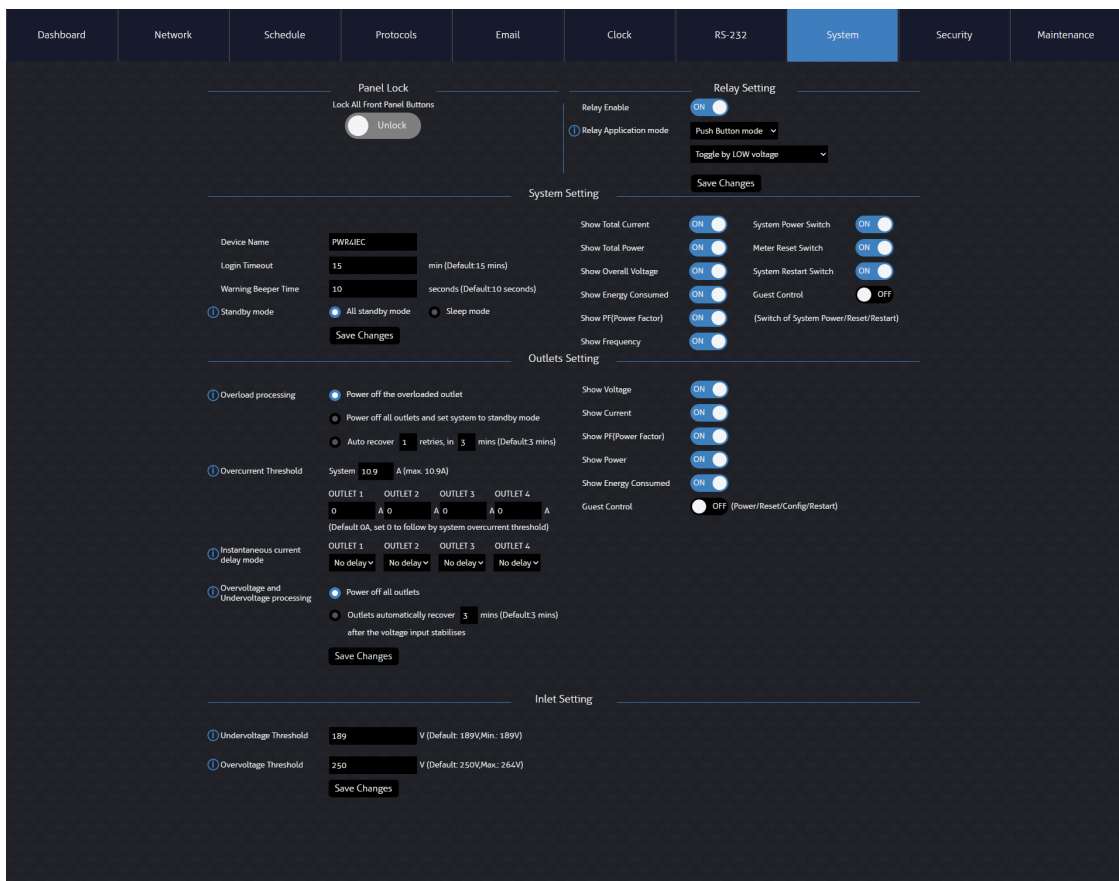 Dashboard Network Schedule Protocols Email Clock RS-232 System Security Maintenance
Panel Lock
Lock All Front Panel Buttons
Unlock
Relay Setting
Relay Enable ON
Relay Application mode Push Button mode
Toggle by LOW voltage
Save Changes
System Setting
Device Name PWR4IEC
Login Timeout 15 min (Default:15 mins)
Warning Beeper Time 10 seconds (Default:10 seconds)
Standby mode All standby mode Sleep mode
Save Changes
Show Total Current ON System Power Switch ON
Show Total Power ON Meter Reset Switch ON
Show Overall Voltage ON System Restart Switch ON
Show Energy Consumed ON Guest Control OFF
Show PF(Power Factor) ON (Switch of System Power/Reset/Restart)
Show Frequency ON
Outlets Setting
Overload processing Power off the overloaded outlet
Power off all outlets and set system to standby mode
Auto recover 1 retries, in 3 mins (Default:3 mins)
Overcurrent Threshold System 10.9 A (max. 10.9A)
OUTLET 1 OUTLET 2 OUTLET 3 OUTLET 4
0 A 0 A 0 A 0 A
(Default 0A, set 0 to follow by system overcurrent threshold)
Instantaneous current
delay mode
OUTLET 1 OUTLET 2 OUTLET 3 OUTLET 4
No delay No delay No delay No delay
Overvoltage and
Undervoltage processing
Power off all outlets
Outlets automatically recover 3 mins (Default:3 mins)
after the voltage input stabilises
Save Changes
Show Voltage ON
Show Current ON
Show PF(Power Factor) ON
Show Power ON
Show Energy Consumed ON
Guest Control OFF (Power/Reset/Config/Restart)
Inlet Setting
Undervoltage Threshold 189 V (Default: 189V,Min.: 189V)
Overvoltage Threshold 250 V (Default: 250V,Max.: 264V)
Save Changes